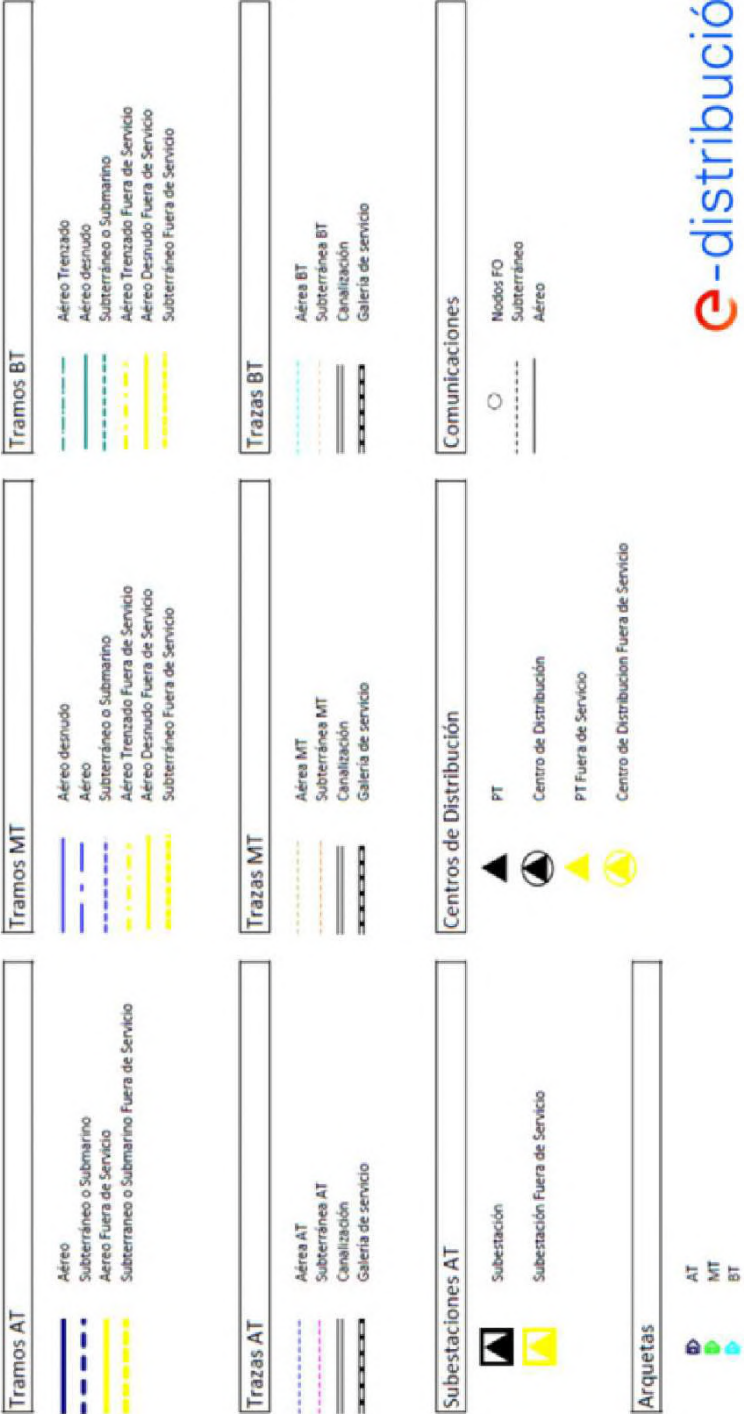 Tramos AT
Aéreo
Subterráneo o Submarino
Aereo Fuera de Servicio
Subterraneo o Submarino Fuera de Servicio
Tramos MT
Aéreo desnudo
Aéreo
Subterráneo o Submarino
Aéreo Trenzado Fuera de Servicio
Aéreo Desnudo Fuera de Servicio
Subterráneo Fuera de Servicio
Tramos BT
Aéreo Trenzado
Aéreo desnudo
Subterráneo o Submarino
Aéreo Trenzado Fuera de Servicio
Aéreo Desnudo Fuera de Servicio
Subterráneo Fuera de Servicio
Trazas AT
Aérea AT
Subterránea AT
Canalización
Galería de servicio
Trazas MT
Aérea MT
Subterránea MT
Canalización
Galería de servicio
Trazas BT
Aérea BT
Subterránea BT
Canalización
Galería de servicio
Subestaciones AT
Subestación
Subestación Fuera de Servicio
Centros de Distribución
PT
Centro de Distribución
PT Fuera de Servicio
Centro de Distribucion Fuera de Servicio
Comunicaciones
Nodos FO
Subterráneo
Aéreo
Arquetas
AT
MT
BT
e-distribució